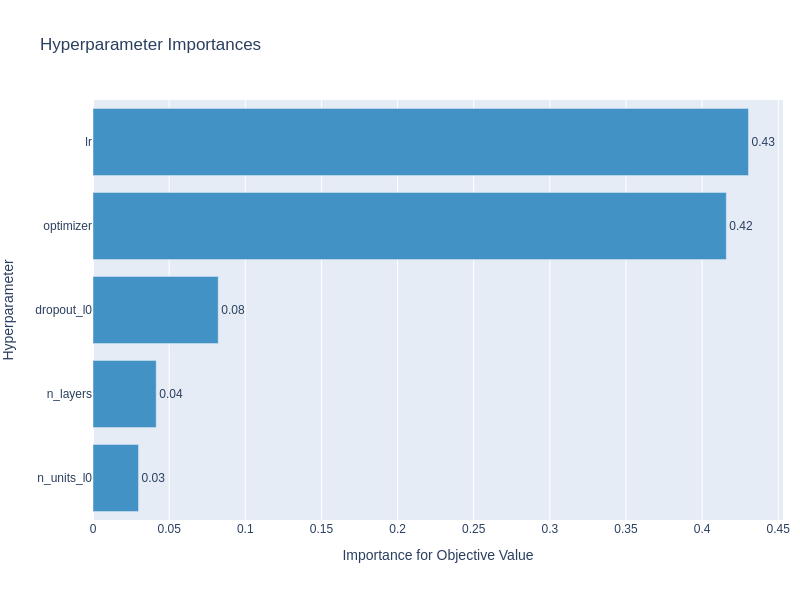 Hyperparameter Importances
Hyperparameter
lr
0.43
optimizer
0.42
dropout_l0
0.08
n_layers
0.04
n_units_l0
0.03
0 0.05 0.1 0.15 0.2 0.25 0.3 0.35 0.4 0.45
Importance for Objective Value